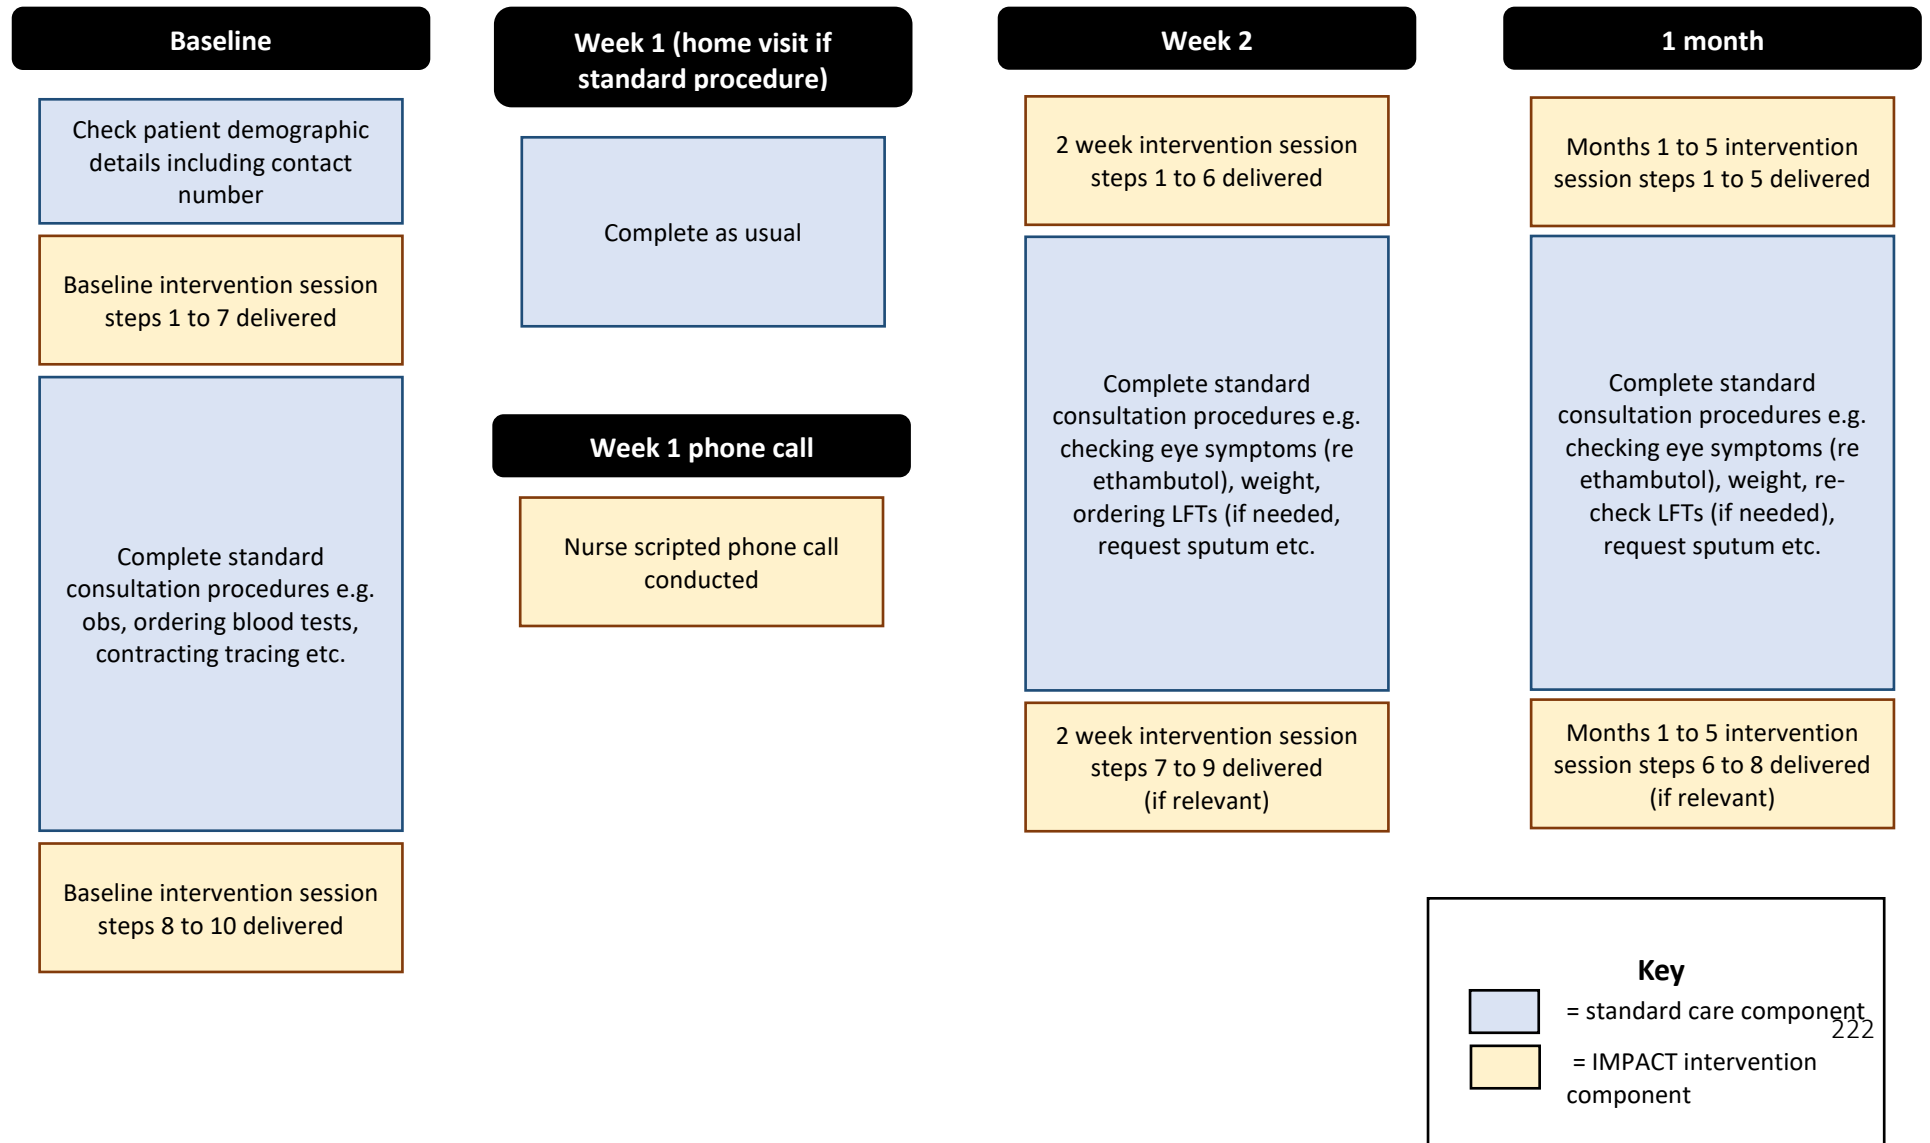 Baseline
Check patient demographic
details including contact
number
Baseline intervention session
steps 1 to 7 delivered
Complete standard
consultation procedures e.g.
obs, ordering blood tests,
contracting tracing etc.
Baseline intervention session
steps 8 to 10 delivered
Week 1 (home visit if
standard procedure)
Complete as usual
Week 1 phone call
Nurse scripted phone call
conducted
Week 2
2 week intervention session
steps 1 to 6 delivered
Complete standard
consultation procedures e.g.
checking eye symptoms (re
ethambutol), weight,
ordering LFTs (if needed,
request sputum etc.
2 week intervention session
steps 7 to 9 delivered
(if relevant)
1 month
Months 1 to 5 intervention
session steps 1 to 5 delivered
Complete standard
consultation procedures e.g.
checking eye symptoms (re
ethambutol), weight, re-
check LFTs (if needed),
request sputum etc.
Months 1 to 5 intervention
session steps 6 to 8 delivered
(if relevant)
Key
= standard care component
222
= IMPACT intervention
component